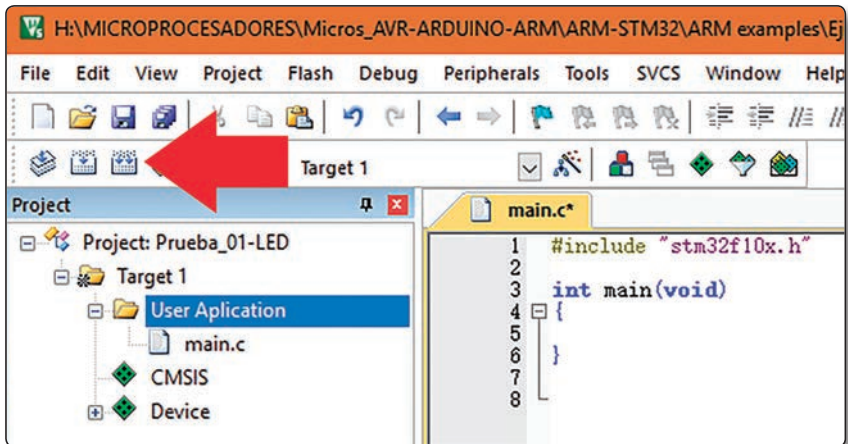 H:\MICROPROCESADORES\Micros_AVR-ARDUINO-ARM\ARM-STM32\ARM examples\Ej
File Edit View Project Flash Debug Peripherals Tools SVCS Window Help
Target 1
Project
main.c*
Project: Prueba_01-LED
Target 1
User Aplication
main.c
CMSIS
Device
1 #include "stm32f10x.h"
2
3 int main(void)
4 {
5
6 }
7
8